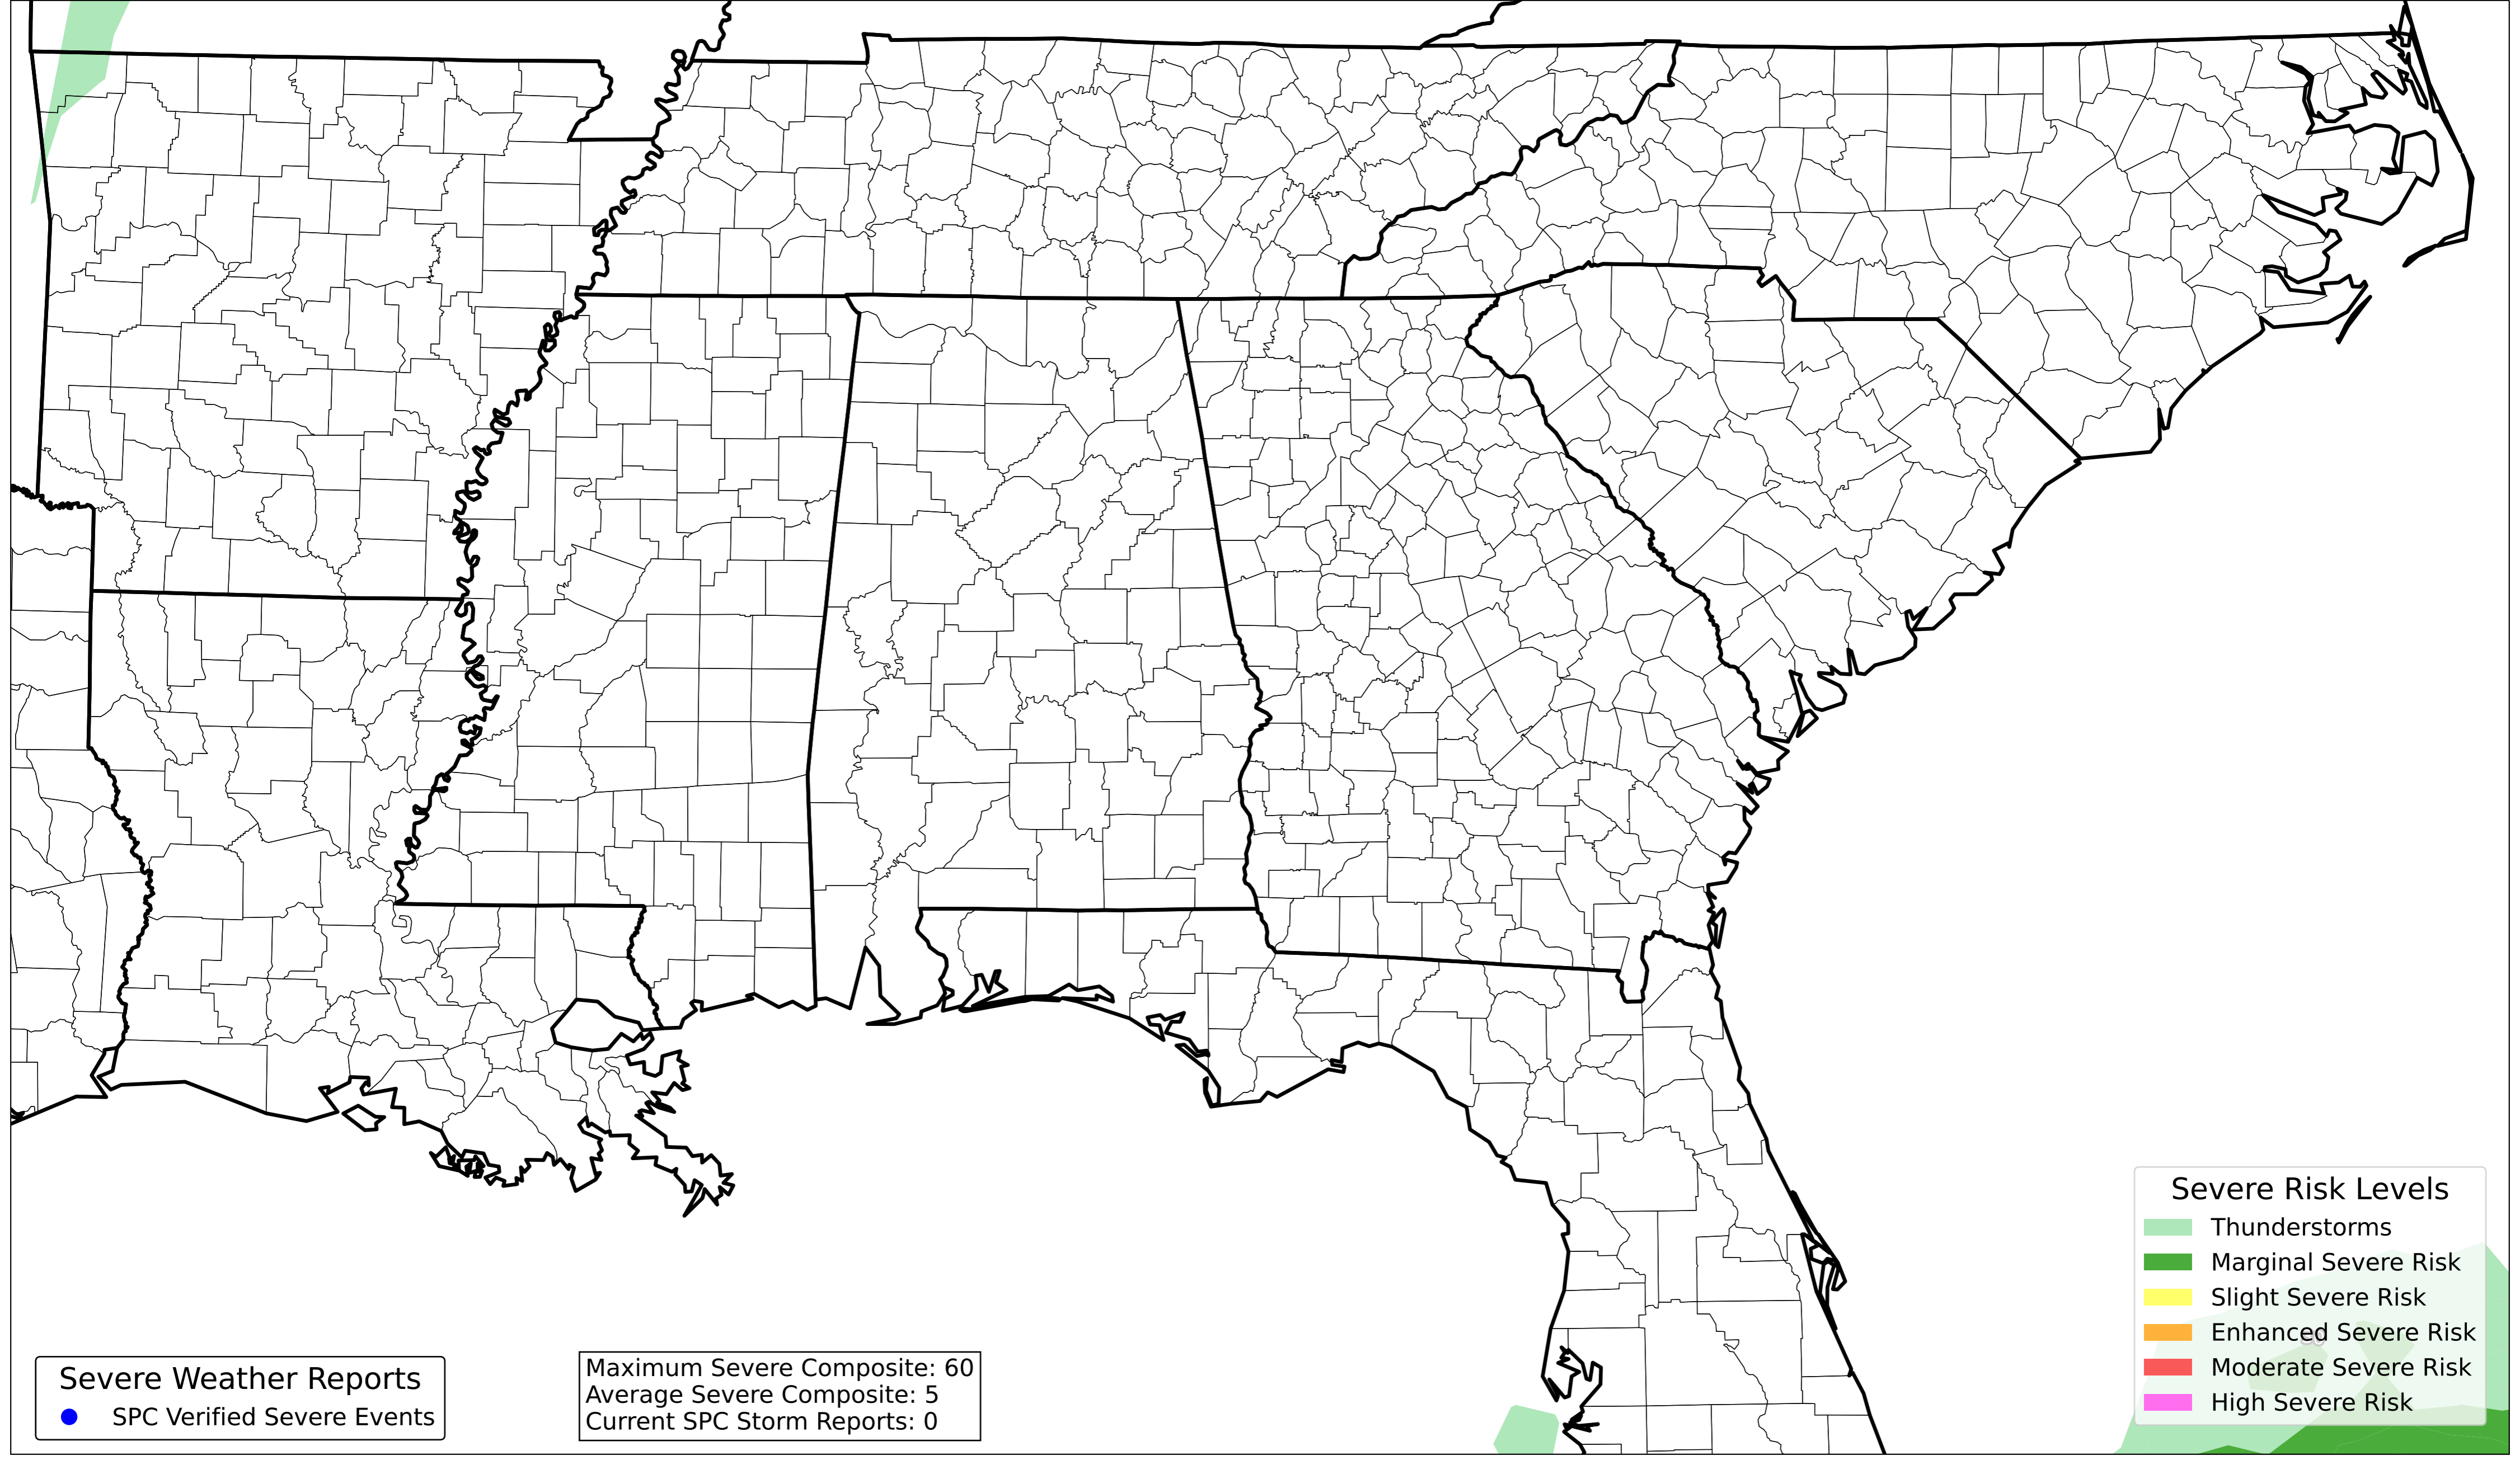 Severe Weather Reports
SPC Verified Severe Events
Maximum Severe Composite: 60
Average Severe Composite: 5
Current SPC Storm Reports: 0
Severe Risk Levels
Thunderstorms
Marginal Severe Risk
Slight Severe Risk
Enhanced Severe Risk
Moderate Severe Risk
High Severe Risk